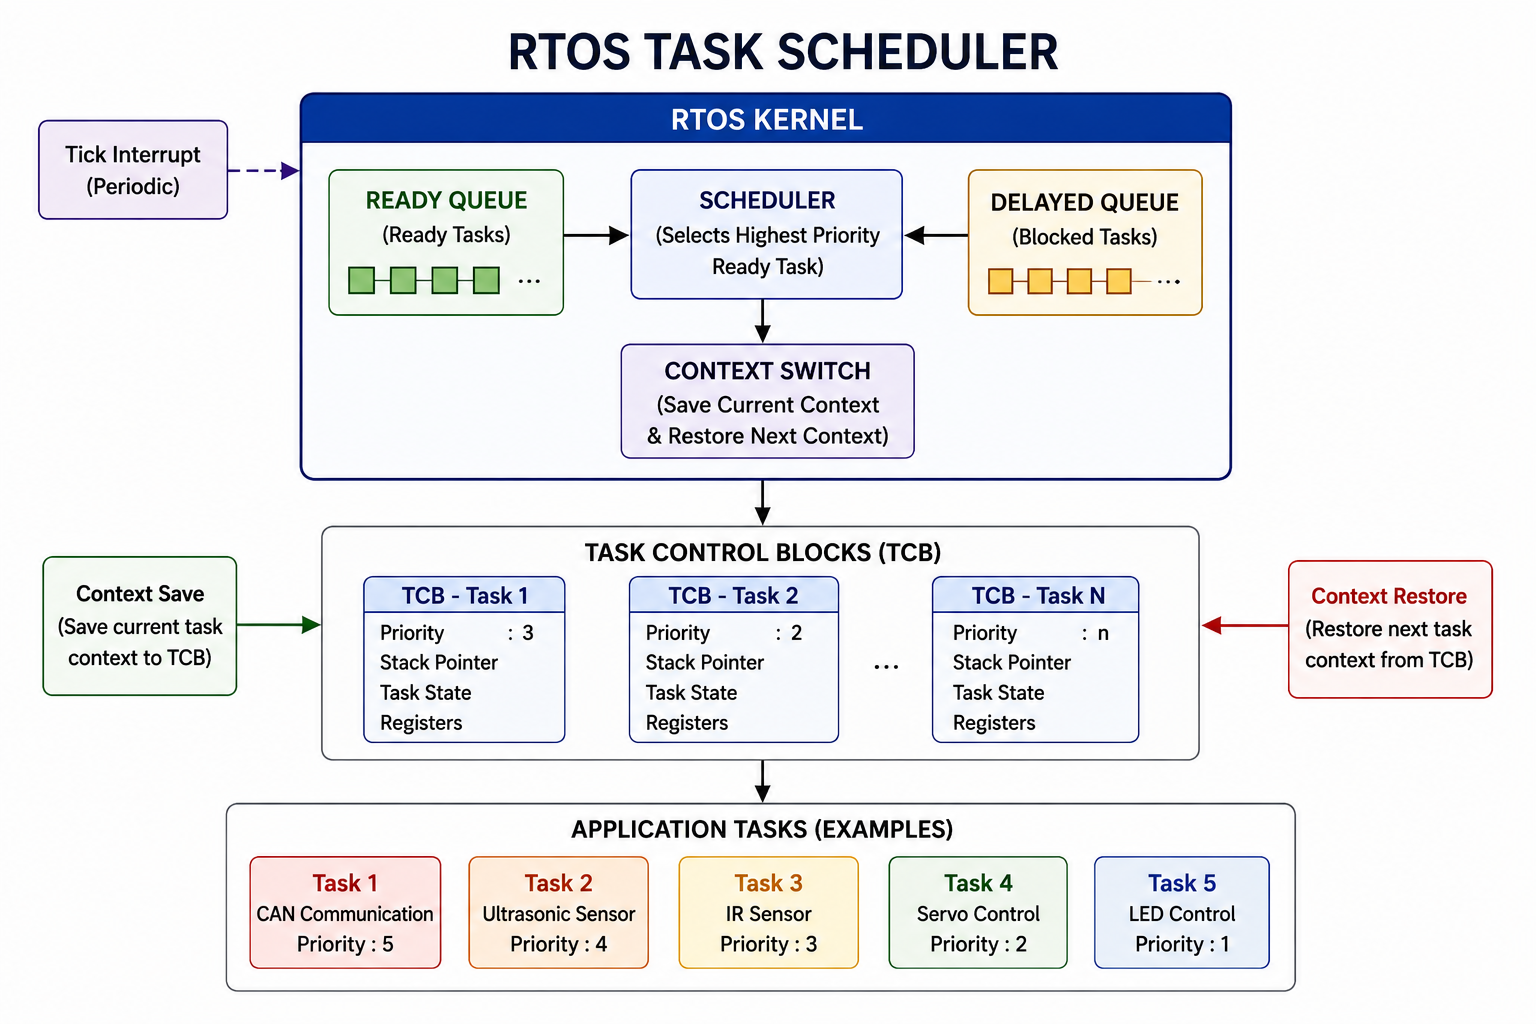 RTOS TASK SCHEDULER
RTOS KERNEL
Tick Interrupt
(Periodic)
READY QUEUE
(Ready Tasks)
...
SCHEDULER
(Selects Highest Priority
Ready Task)
DELAYED QUEUE
(Blocked Tasks)
...
CONTEXT SWITCH
(Save Current Context
& Restore Next Context)
Context Save
(Save current task
context to TCB)
TASK CONTROL BLOCKS (TCB)
TCB - Task 1
Priority : 3
Stack Pointer
Task State
Registers
TCB - Task 2
Priority : 2
Stack Pointer
Task State
Registers
...
TCB - Task N
Priority : n
Stack Pointer
Task State
Registers
Context Restore
(Restore next task
context from TCB)
APPLICATION TASKS (EXAMPLES)
Task 1
CAN Communication
Priority : 5
Task 2
Ultrasonic Sensor
Priority : 4
Task 3
IR Sensor
Priority : 3
Task 4
Servo Control
Priority : 2
Task 5
LED Control
Priority : 1